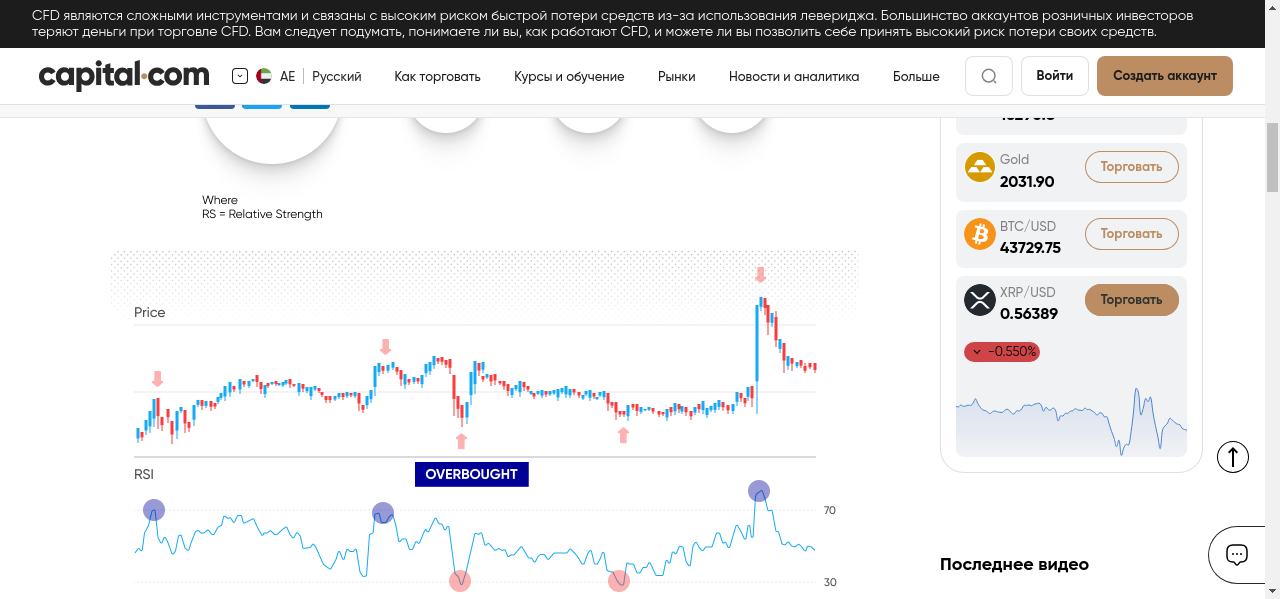 CFD являются сложными инструментами и связаны с высоким риском быстрой потери средств из-за использования левериджа. Большинство аккаунтов розничных инвесторов
теряют деньги при торговле CFD. Вам следует подумать, понимаете ли вы, как работают CFD, и можете ли вы позволить себе принять высокий риск потери своих средств.
capital.com
AE
Русский
Как торговать
Курсы и обучение
Рынки
Новости и аналитика
Больше
Войти
Создать аккаунт
Gold
2031.90
Торговать
Where
RS = Relative Strength
BTC/USD
43729.75
Торговать
XRP/USD
0.56389
Торговать
-0.550%
Price
RSI
OVERBOUGHT
70
30
Последнее видео